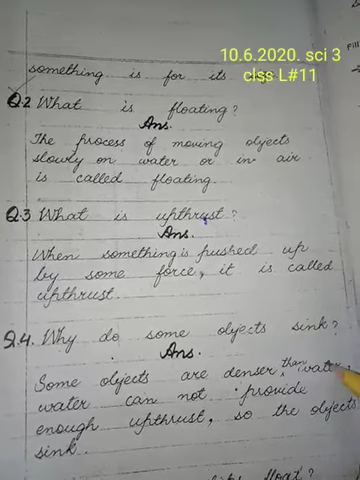 10.6.2020. sci 3
clss L#11
Fill
something is for its
Q.2 What is floating?
Ans.
The process of moving objects
slowly on water or in air
is called floating.
Q.3 What is upthrust?
Ans.
When something is pushed up
by some force, it is called
upthrust.
Q.4. Why do some objects sink?
Ans.
Some objects are denser than water,
water can not provide
enough upthrust, so the objects
sink.
float?